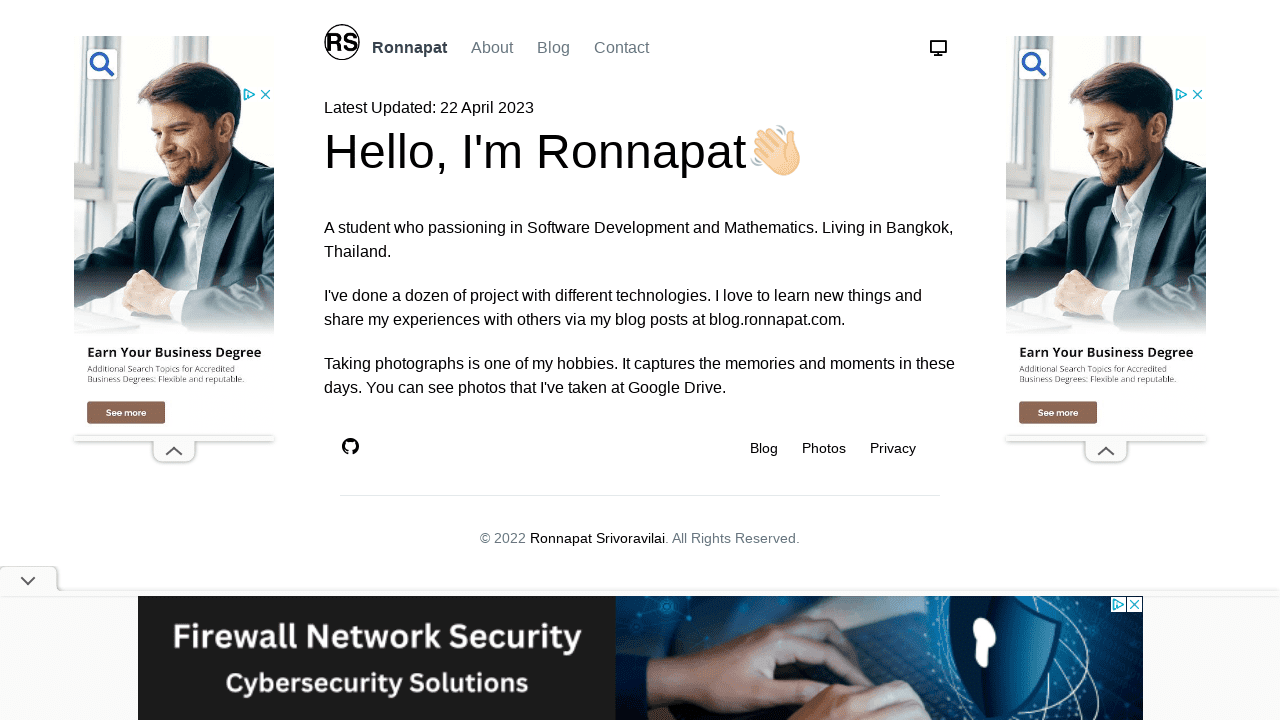 RS
Ronnapat About Blog Contact
Latest Updated: 22 April 2023
Hello, I'm Ronnapat👋🏻
A student who passioning in Software Development and Mathematics. Living in Bangkok,
Thailand.
I've done a dozen of project with different technologies. I love to learn new things and
share my experiences with others via my blog posts at blog.ronnapat.com.
Taking photographs is one of my hobbies. It captures the memories and moments in these
days. You can see photos that I've taken at Google Drive.
Blog Photos Privacy
© 2022 Ronnapat Srivoravilai. All Rights Reserved.
Earn Your Business Degree
Additional Search Topics for Accredited
Business Degrees: Flexible and reputable.
See more
Earn Your Business Degree
Additional Search Topics for Accredited
Business Degrees: Flexible and reputable.
See more
Firewall Network Security
Cybersecurity Solutions